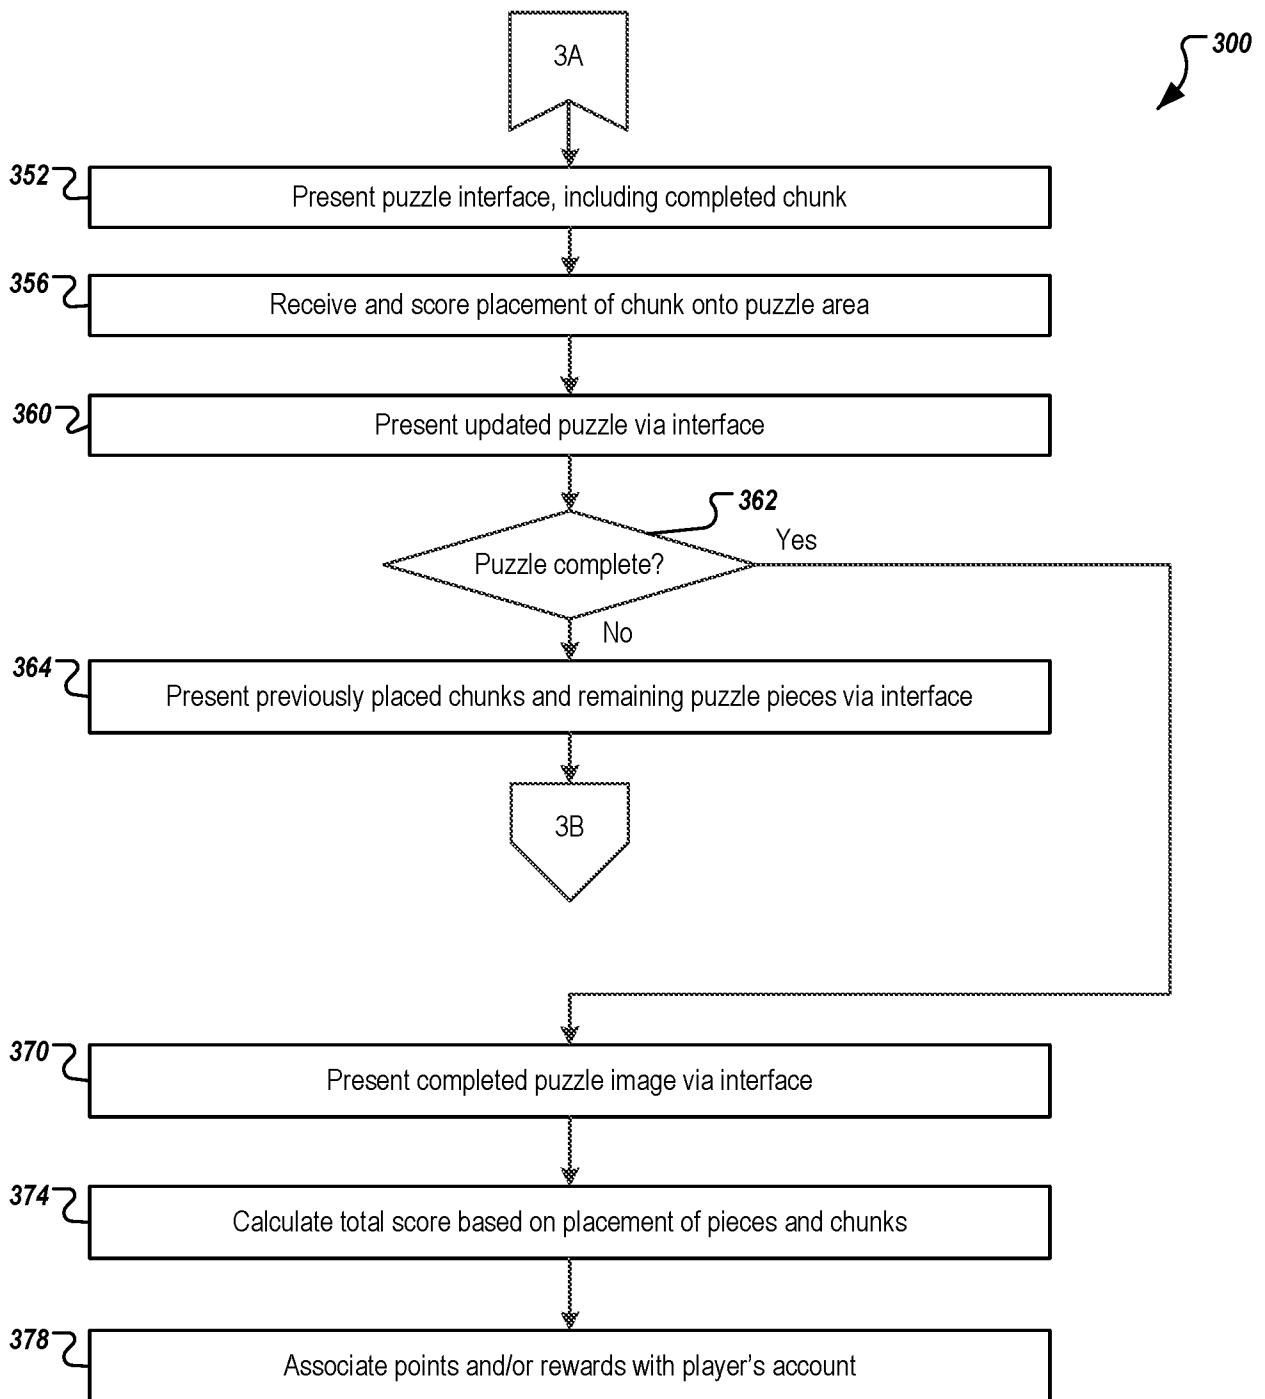 3A
300
352
Present puzzle interface, including completed chunk
356
Receive and score placement of chunk onto puzzle area
360
Present updated puzzle via interface
362
Puzzle complete?
Yes
No
364
Present previously placed chunks and remaining puzzle pieces via interface
3B
370
Present completed puzzle image via interface
374
Calculate total score based on placement of pieces and chunks
378
Associate points and/or rewards with player's account